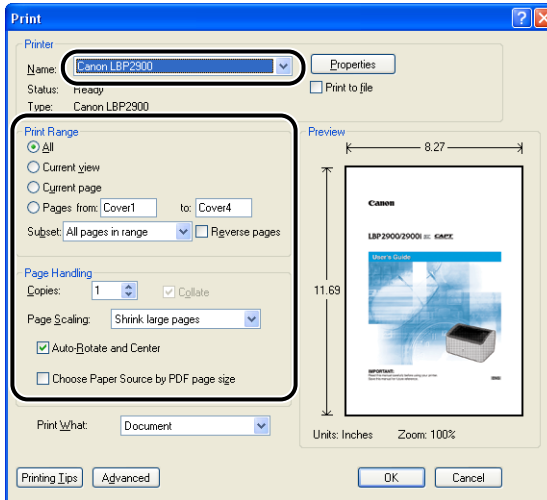 Print
Printer
Name: Canon LBP2900 Properties
Status: Ready Print to file
Type: Canon LBP2900
Print Range
All
Current view
Current page
Pages from: Cover1 to: Cover4
Subset: All pages in range Reverse pages
Page Handling
Copies: 1 Collate
Page Scaling: Shrink large pages
Auto-Rotate and Center
Choose Paper Source by PDF page size
Print What: Document
Preview
8.27
11.69
Canon
LBP2900/2900i CAPT
User's Guide
IMPORTANT:
Units: Inches Zoom: 100%
Printing Tips Advanced OK Cancel